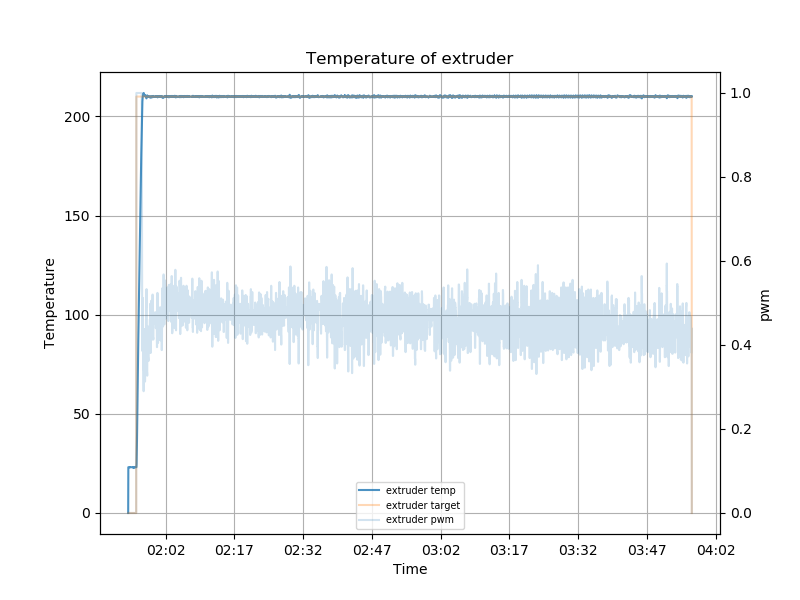 Temperature of extruder
200
150
100
50
0
Temperature
1.0
0.8
0.6
0.4
0.2
0.0
pwm
extruder temp
extruder target
extruder pwm
02:02 02:17 02:32 02:47 03:02 03:17 03:32 03:47 04:02
Time